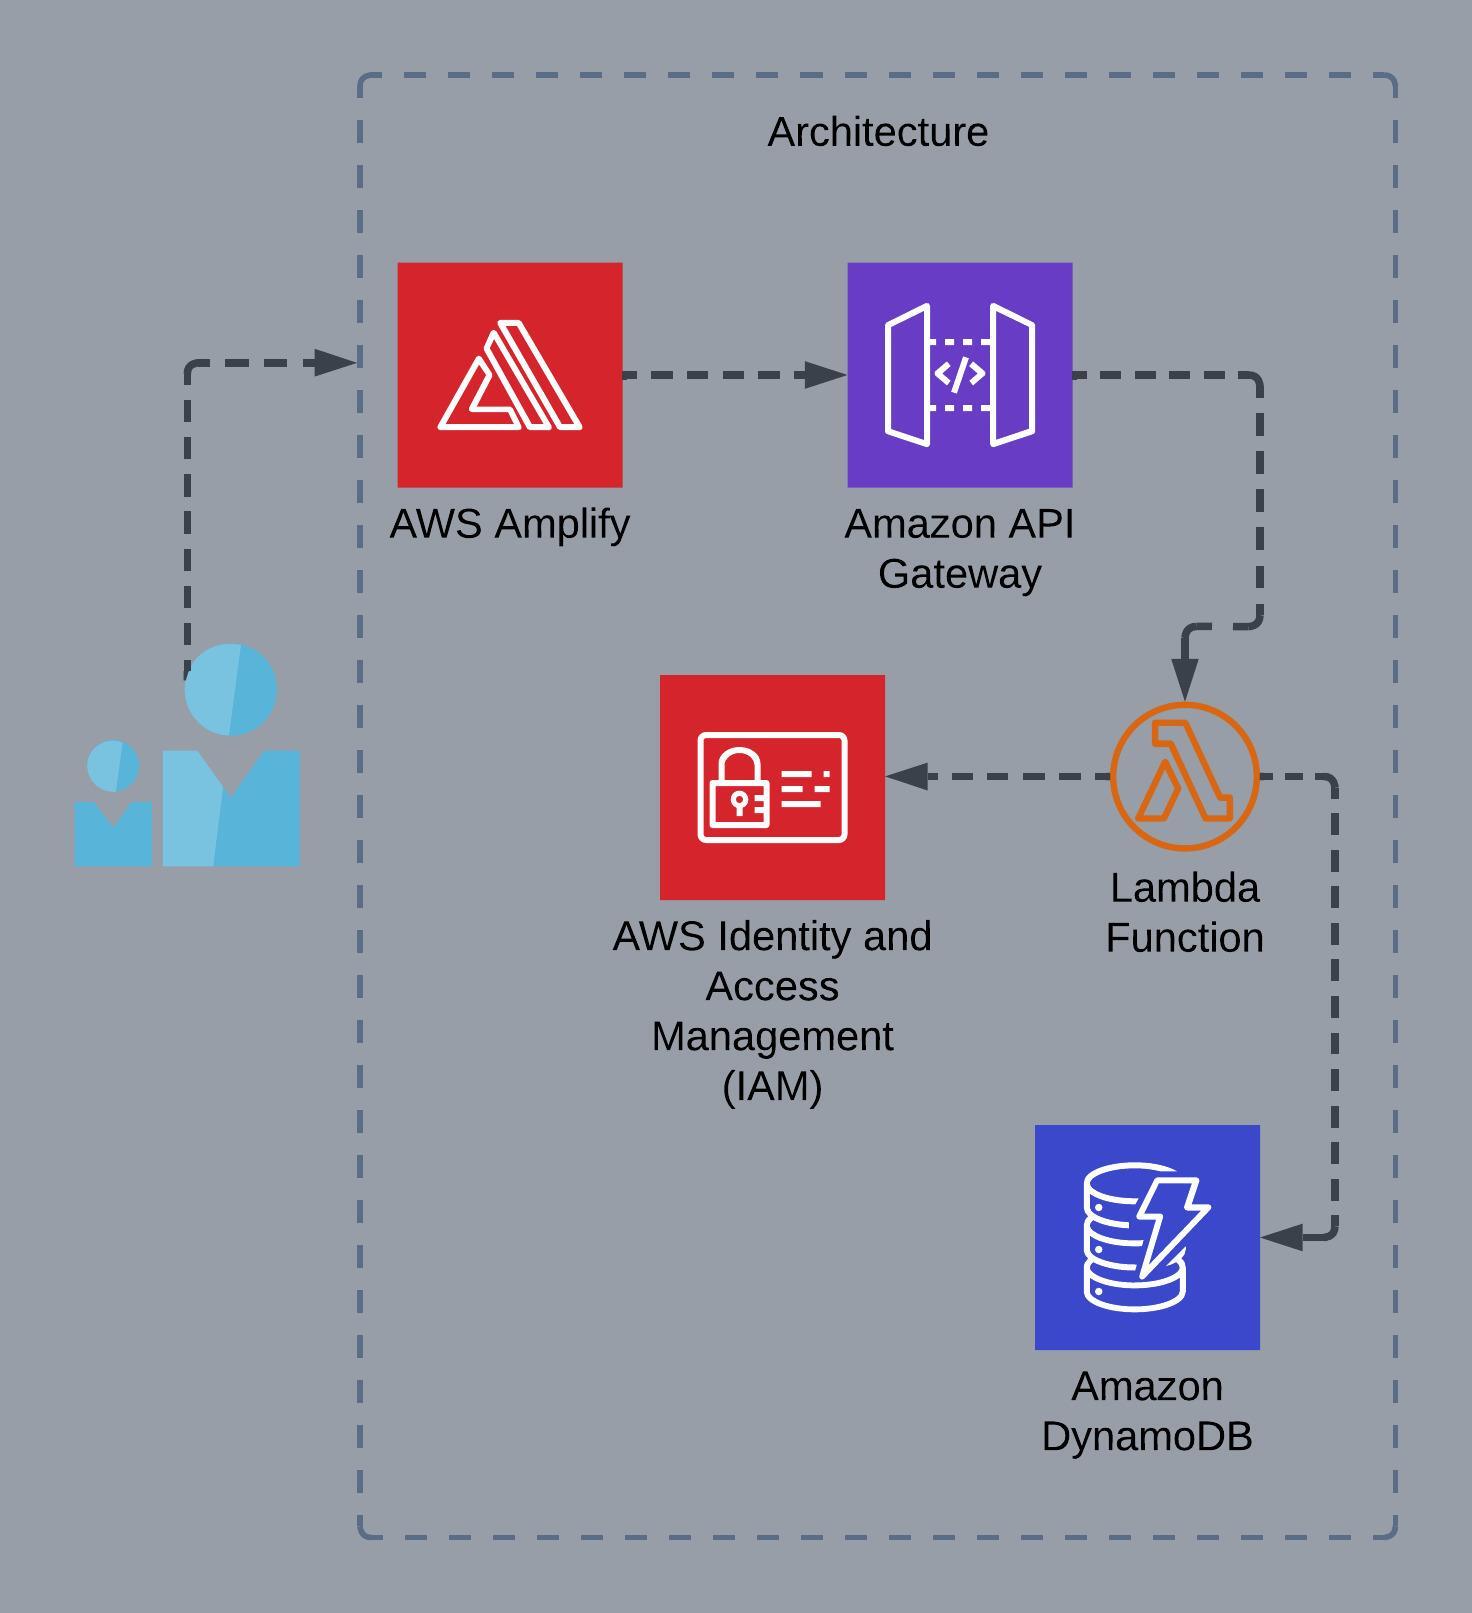 Architecture
AWS Amplify
Amazon API
Gateway
</>
AWS Identity and
Access
Management
(IAM)
Lambda
Function
Amazon
DynamoDB